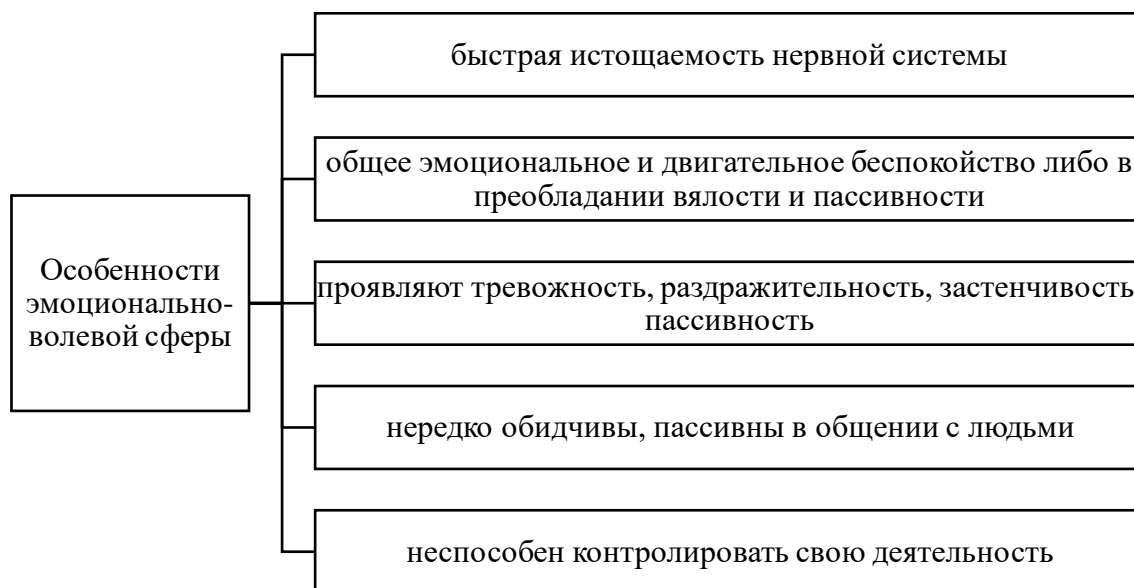 быстрая истощаемость нервной системы
общее эмоциональное и двигательное беспокойство либо в
преобладании вялости и пассивности
Особенности
эмоционально-
волевой сферы
проявляют тревожность, раздражительность, застенчивость
пассивность
нередко обидчивы, пассивны в общении с людьми
неспособен контролировать свою деятельность